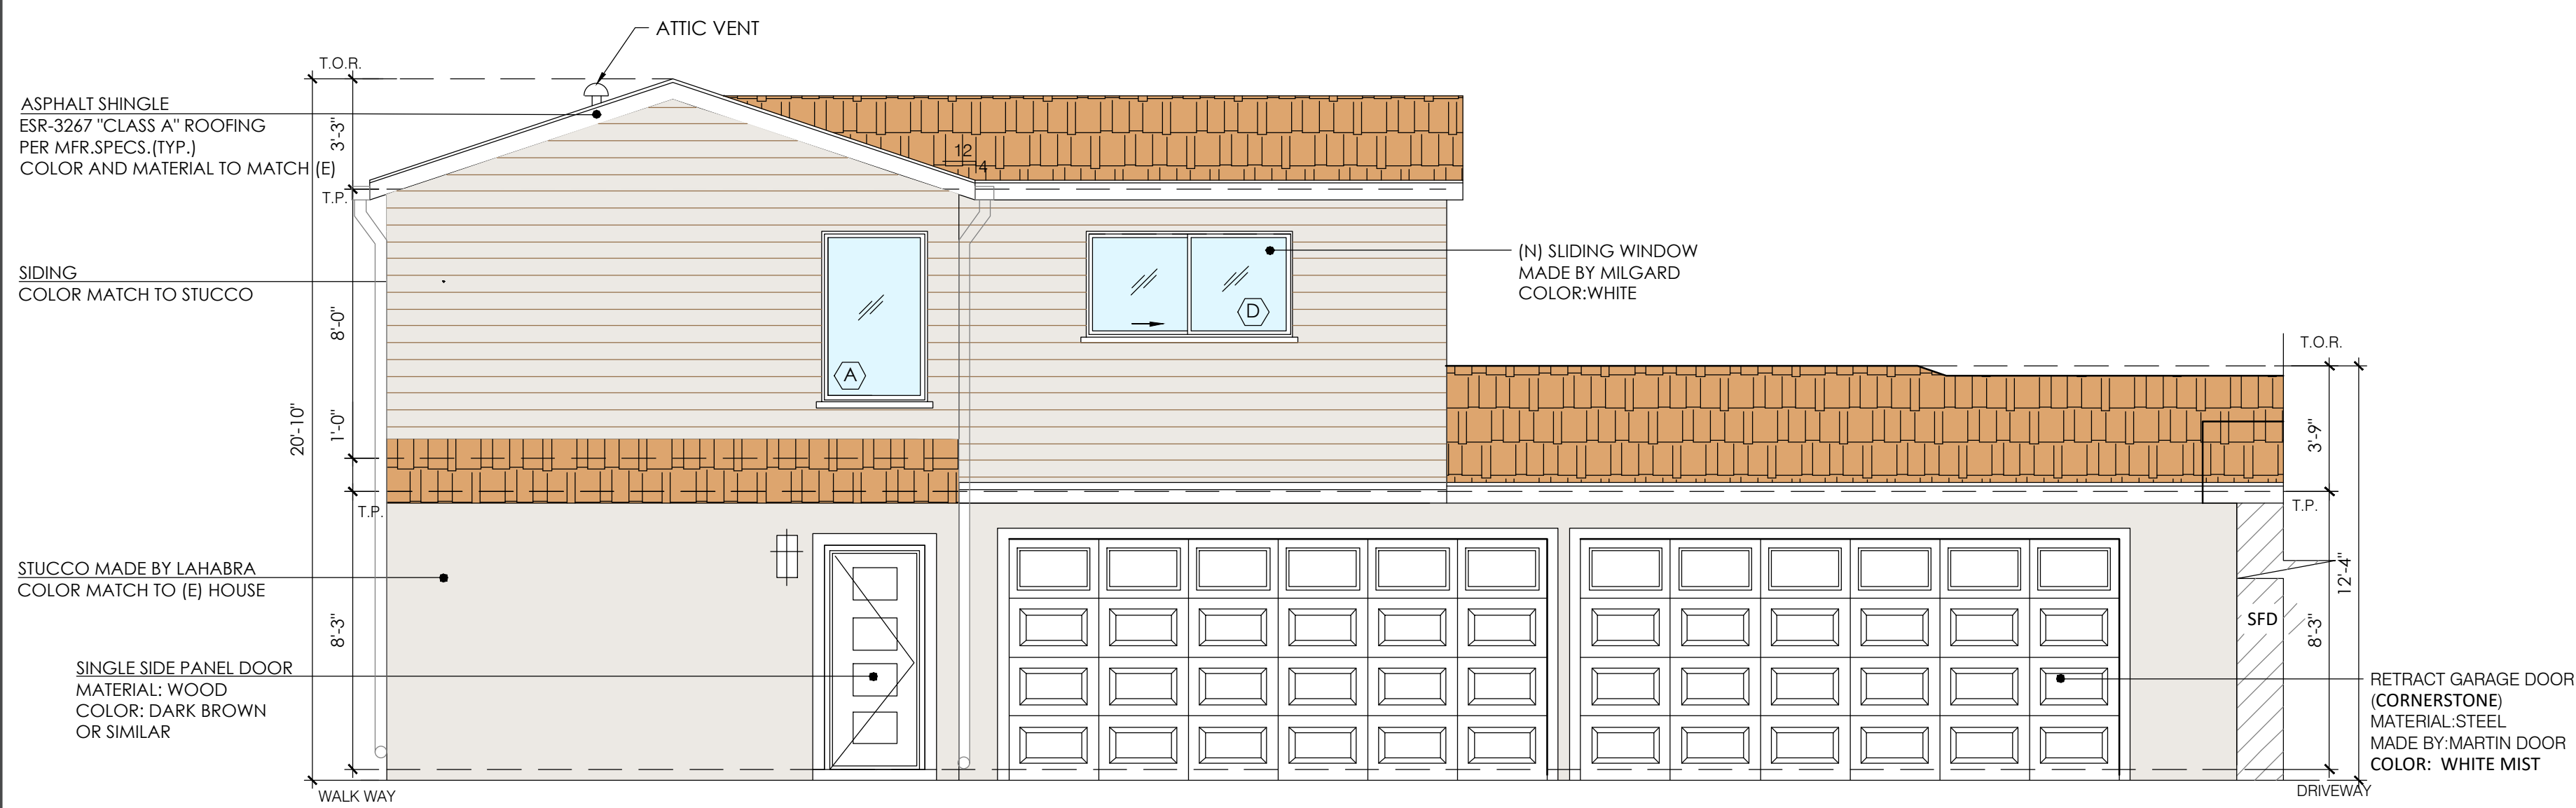 ATTIC VENT
T.O.R.
ASPHALT SHINGLE
ESR-3267 "CLASS A" ROOFING
PER MFR.SPECS.(TYP.)
COLOR AND MATERIAL TO MATCH (E)
3'-3"
12
4
T.P.
SIDING
COLOR MATCH TO STUCCO
(N) SLIDING WINDOW
MADE BY MILGARD
COLOR:WHITE
8'-0"
D
A
T.O.R.
20'-10"
1'-0"
3'-9"
T.P.
T.P.
STUCCO MADE BY LAHABRA
COLOR MATCH TO (E) HOUSE
12'-4"
8'-3"
SFD
8'-3"
SINGLE SIDE PANEL DOOR
MATERIAL: WOOD
COLOR: DARK BROWN
OR SIMILAR
RETRACT GARAGE DOOR
(CORNERSTONE)
MATERIAL:STEEL
MADE BY:MARTIN DOOR
COLOR: WHITE MIST
WALK WAY
DRIVEWAY